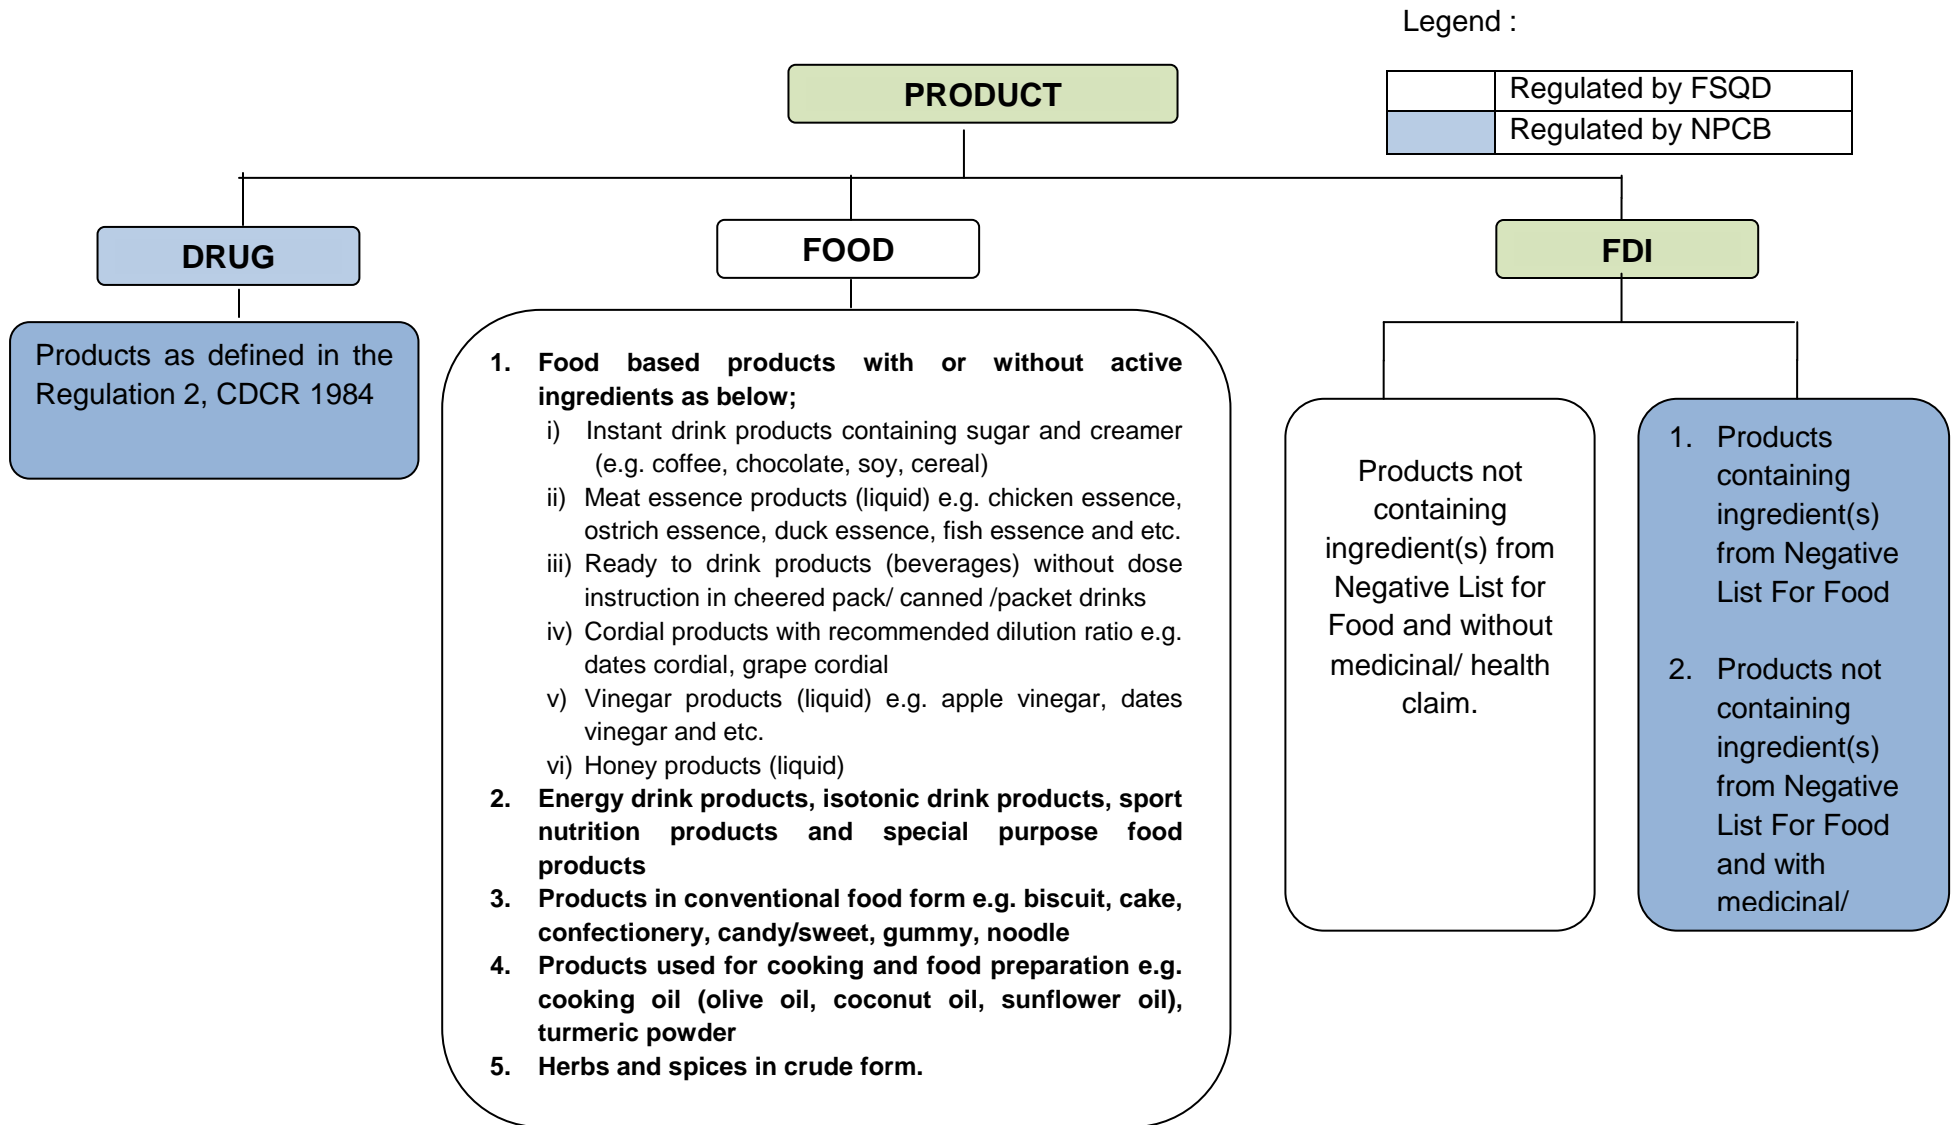 Legend :
Regulated by FSQD
Regulated by NPCB
PRODUCT
DRUG
FOOD
FDI
Products as defined in the
Regulation 2, CDCR 1984
1. Food based products with or without active
ingredients as below;
i) Instant drink products containing sugar and creamer
(e.g. coffee, chocolate, soy, cereal)
ii) Meat essence products (liquid) e.g. chicken essence,
ostrich essence, duck essence, fish essence and etc.
iii) Ready to drink products (beverages) without dose
instruction in cheered pack/ canned /packet drinks
iv) Cordial products with recommended dilution ratio e.g.
dates cordial, grape cordial
v) Vinegar products (liquid) e.g. apple vinegar, dates
vinegar and etc.
vi) Honey products (liquid)
2. Energy drink products, isotonic drink products, sport
nutrition products and special purpose food
products
3. Products in conventional food form e.g. biscuit, cake,
confectionery, candy/sweet, gummy, noodle
4. Products used for cooking and food preparation e.g.
cooking oil (olive oil, coconut oil, sunflower oil),
turmeric powder
5. Herbs and spices in crude form.
Products not
containing
ingredient(s) from
Negative List for
Food and without
medicinal/ health
claim.
1. Products
containing
ingredient(s)
from Negative
List For Food
2. Products not
containing
ingredient(s)
from Negative
List For Food
and with
medicinal/